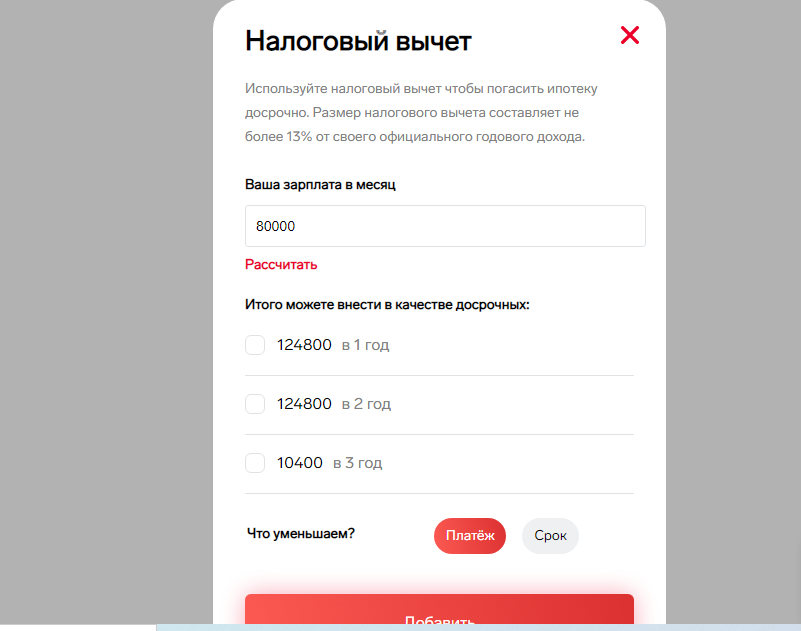 Налоговый вычет
Используйте налоговый вычет чтобы погасить ипотеку
досрочно. Размер налогового вычета составляет не
более 13% от своего официального годового дохода.
Ваша зарплата в месяц
80000
Рассчитать
Итого можете внести в качестве досрочных:
124800 в 1 год
124800 в 2 год
10400 в 3 год
Что уменьшаем? Платёж Срок
Добавить